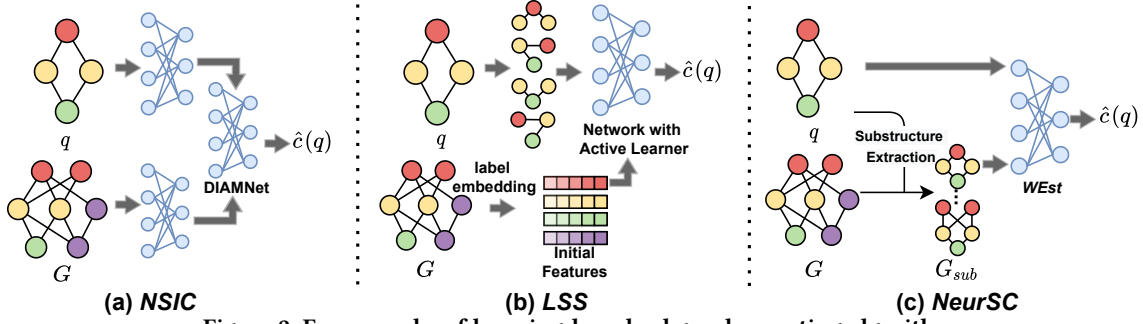 q
G
DIAMNet
ĉ(q)
(a) NSIC
q
label
embedding
G
Initial
Features
Network with
Active Learner
ĉ(q)
(b) LSS
q
Substructure
Extraction
G
G_sub
WEst
ĉ(q)
(c) NeurSC